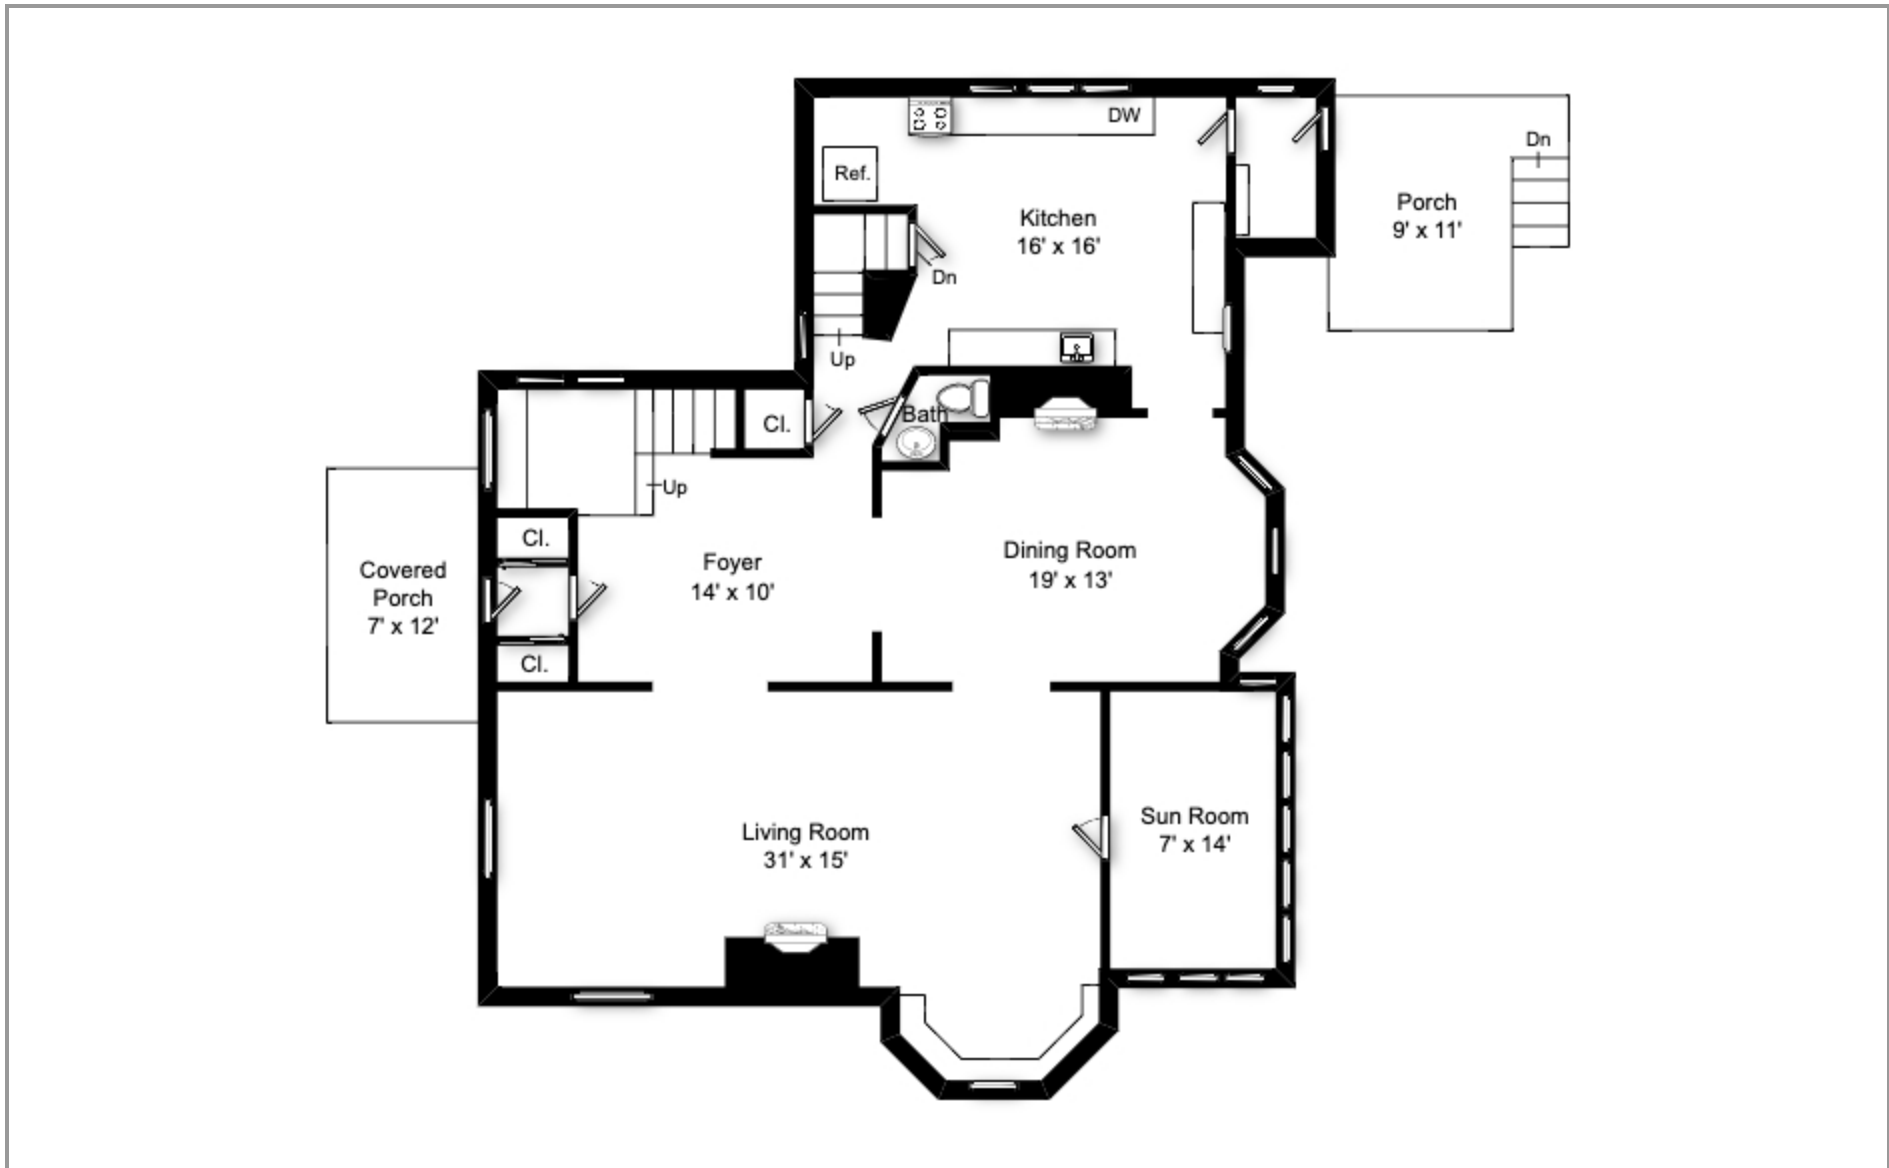 DW
Dn
Ref.
Porch
9' x 11'
Kitchen
16' x 16'
Dn
Up
Bath
Cl.
Up
Cl.
Covered
Porch
7' x 12'
Foyer
14' x 10'
Dining Room
19' x 13'
Cl.
Living Room
31' x 15'
Sun Room
7' x 14'